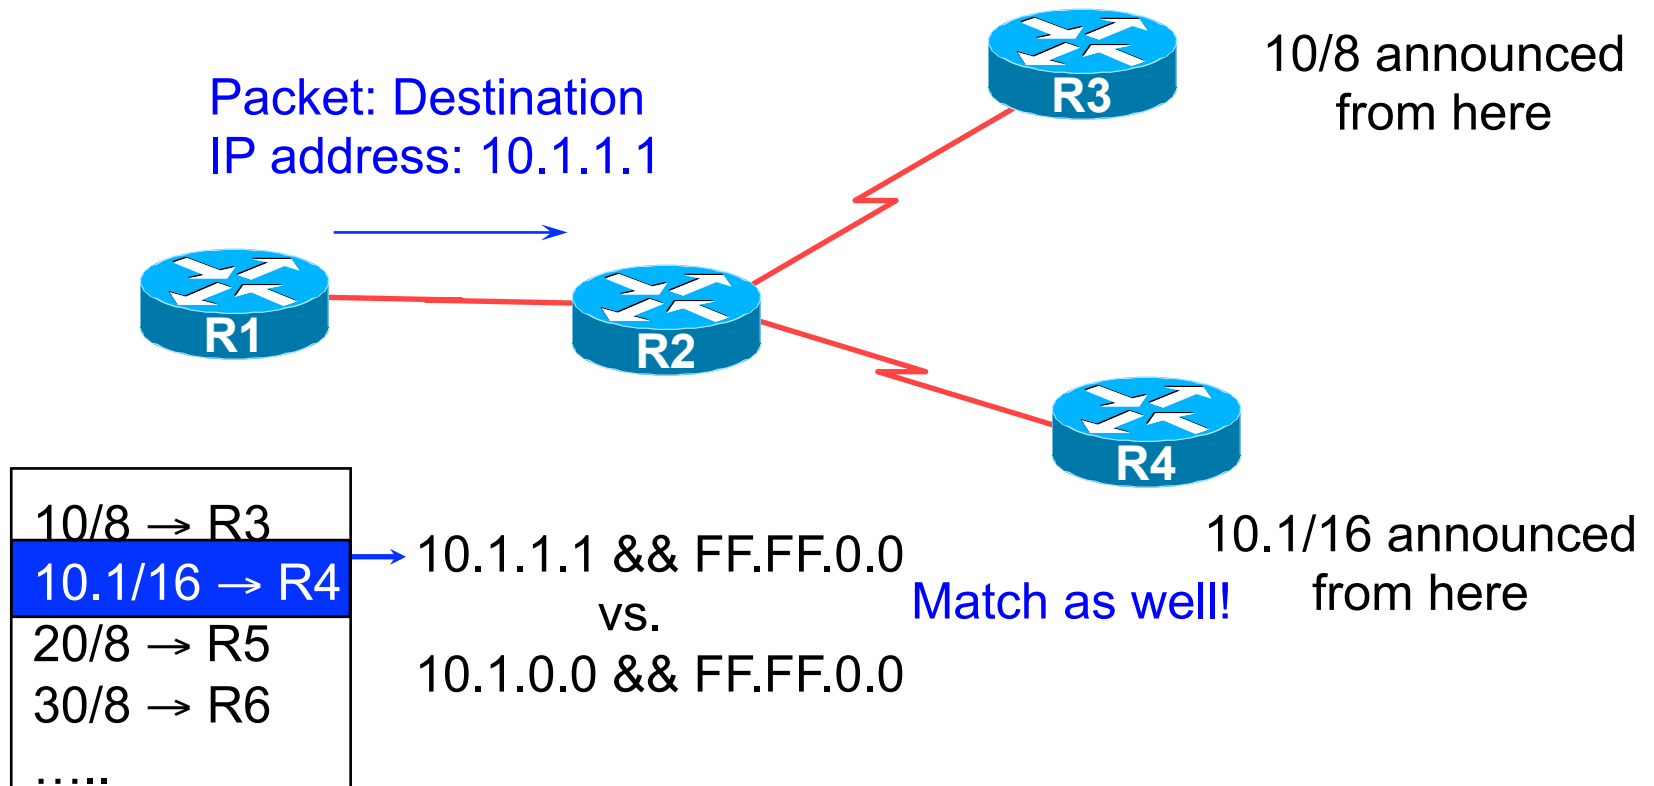 Packet: Destination
IP address: 10.1.1.1
R3
10/8 announced
from here
R1
R2
R4
10.1/16 announced
from here
10/8 → R3
10.1/16 → R4
20/8 → R5
30/8 → R6
…..
10.1.1.1 && FF.FF.0.0
vs.
10.1.0.0 && FF.FF.0.0
Match as well!